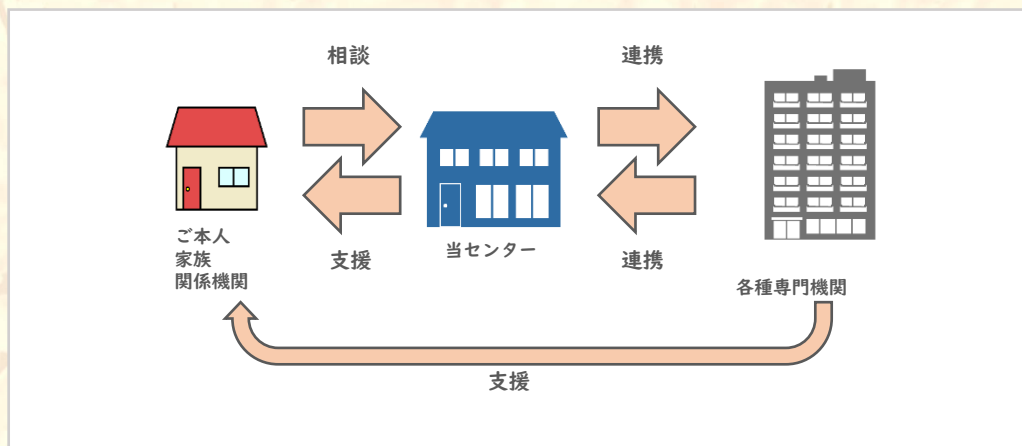 相談
連携
ご本人
家族
関係機関
支援
当センター
連携
各種専門機関
支援